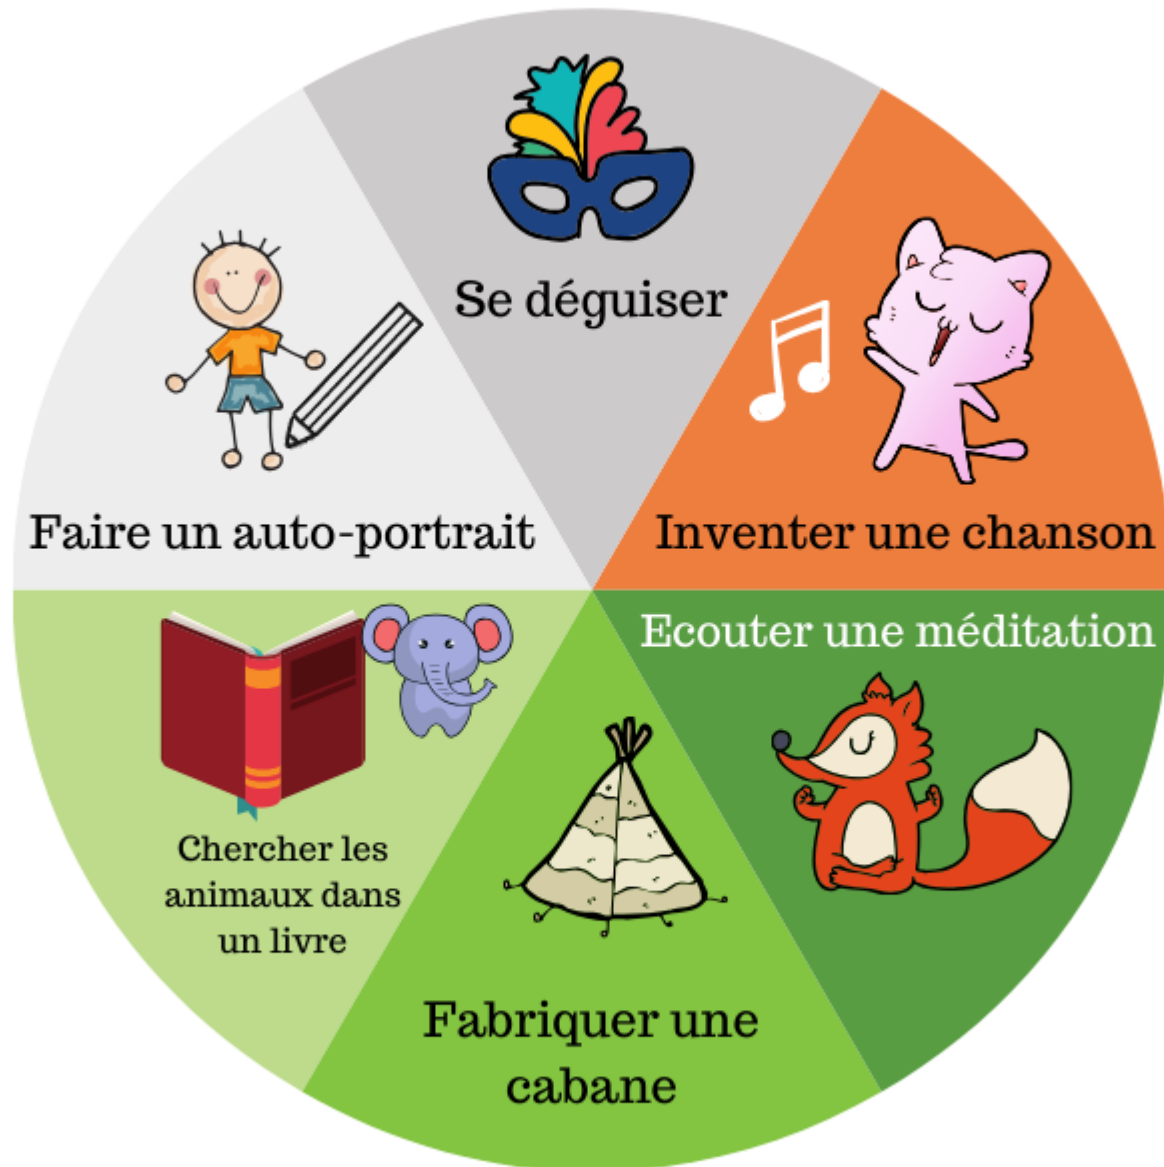 Se déguiser
Faire un auto-portrait
Inventer une chanson
Ecouter une méditation
Chercher les
animaux dans
un livre
Fabriquer une
cabane